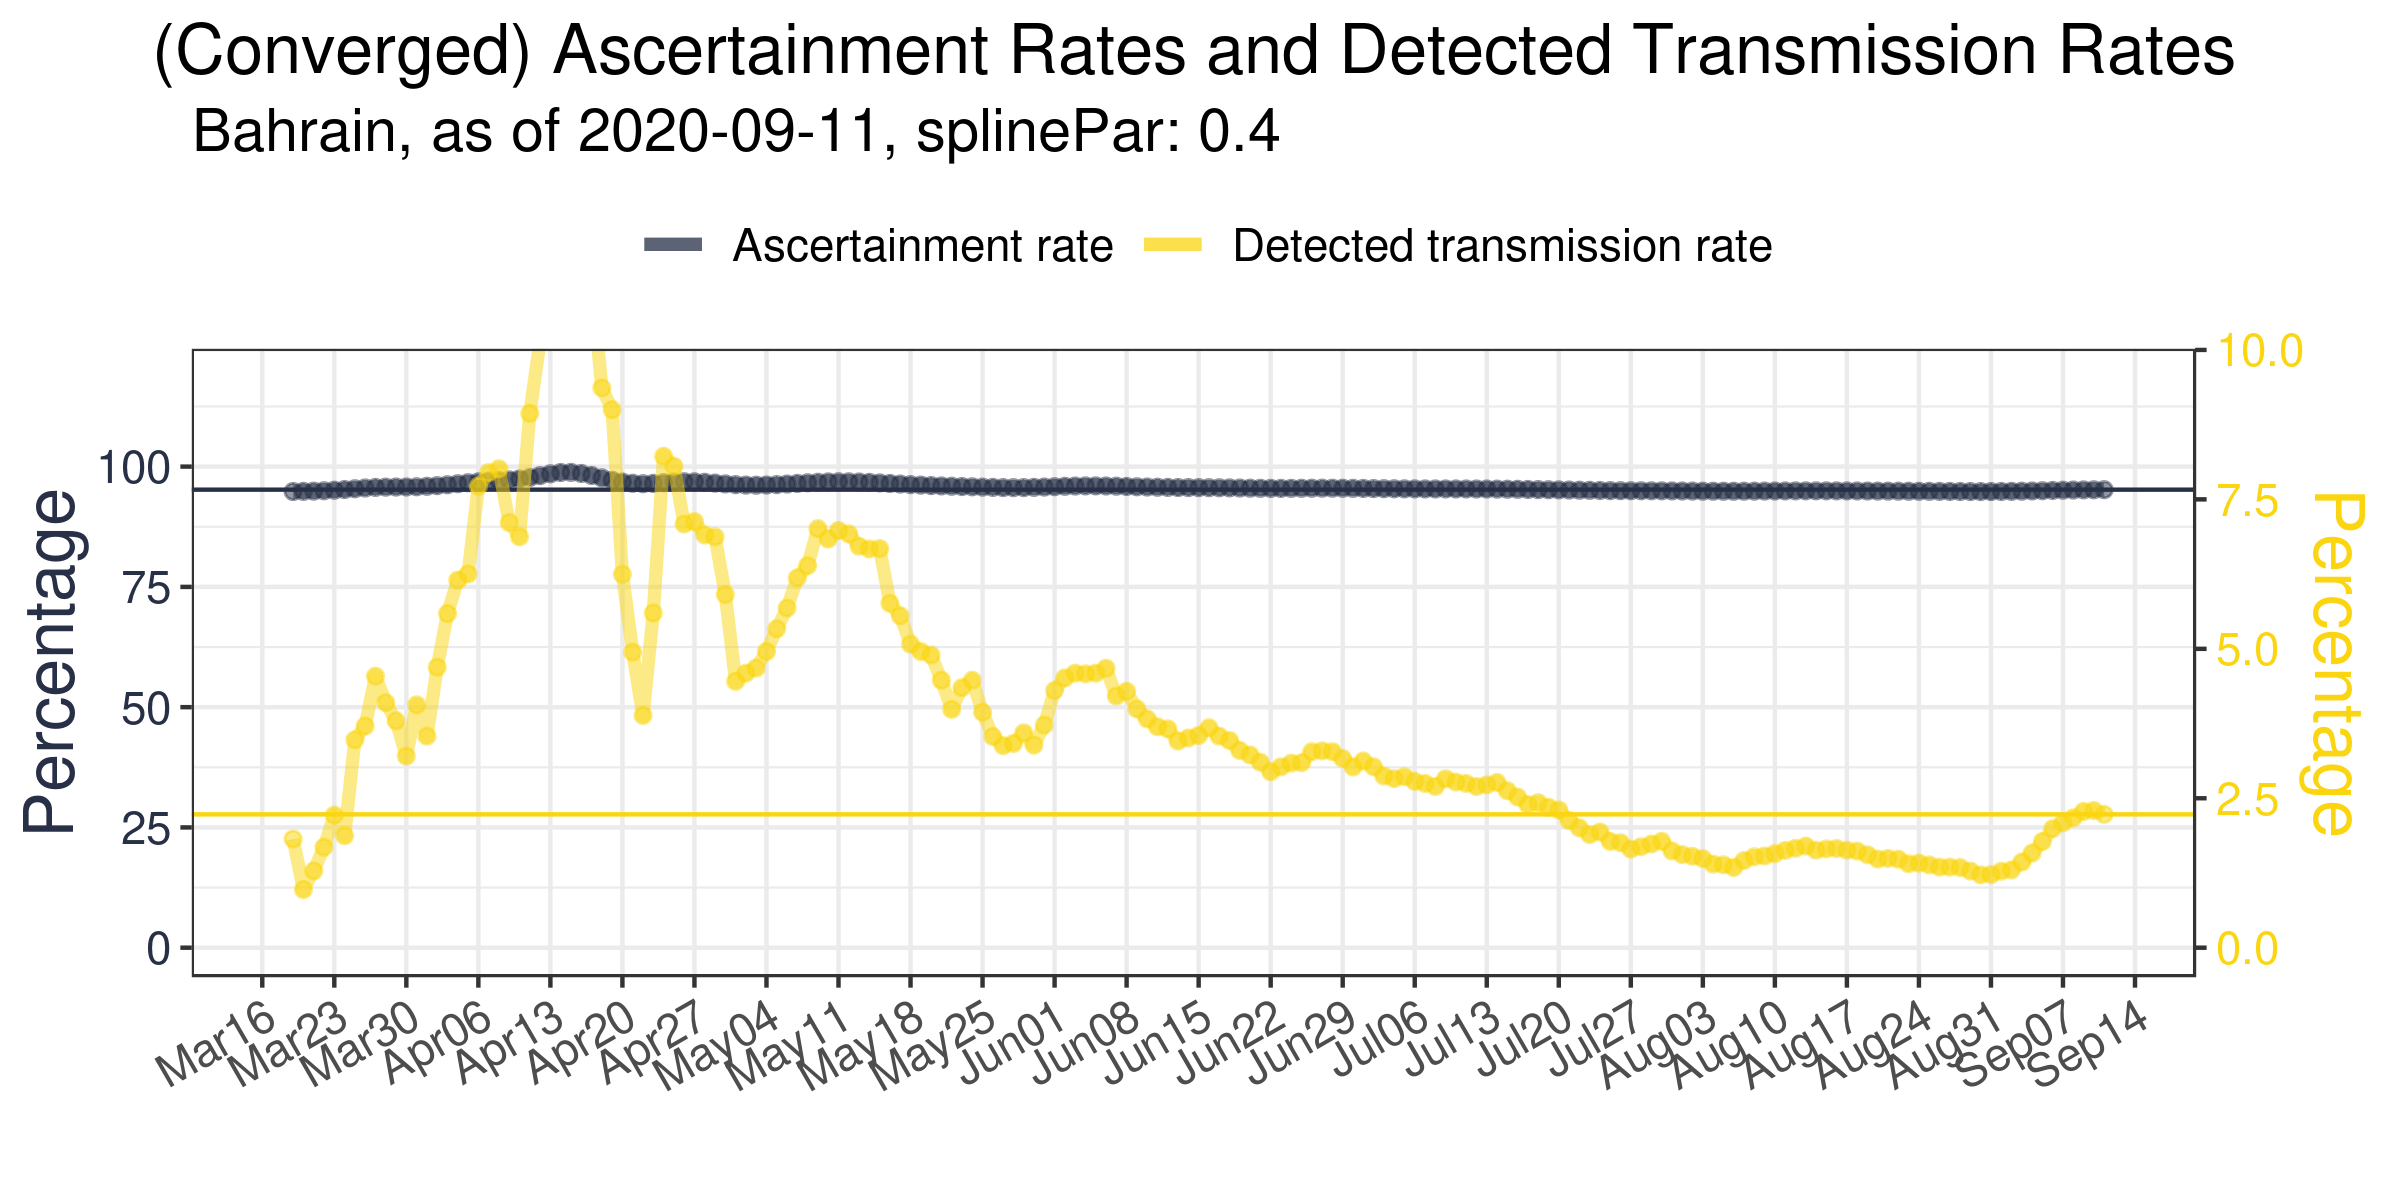 (Converged) Ascertainment Rates and Detected Transmission Rates
Bahrain, as of 2020-09-11, splinePar: 0.4
Ascertainment rate
Detected transmission rate
Percentage
100
75
50
25
0
10.0
7.5
5.0
2.5
0.0
Percentage
Mar16
Mar23
Mar30
Apr06
Apr13
Apr20
Apr27
May04
May11
May18
May25
Jun01
Jun08
Jun15
Jun22
Jun29
Jul06
Jul13
Jul20
Jul27
Aug03
Aug10
Aug17
Aug24
Aug31
Sep07
Sep14